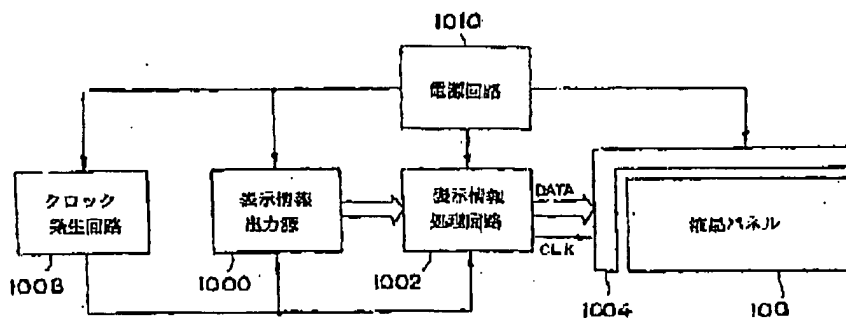 1010
電源回路
クロック
発生回路
表示情報
出力源
表示情報
処理回路
DATA
CLK
液晶パネル
1008
1000
1002
1004
100